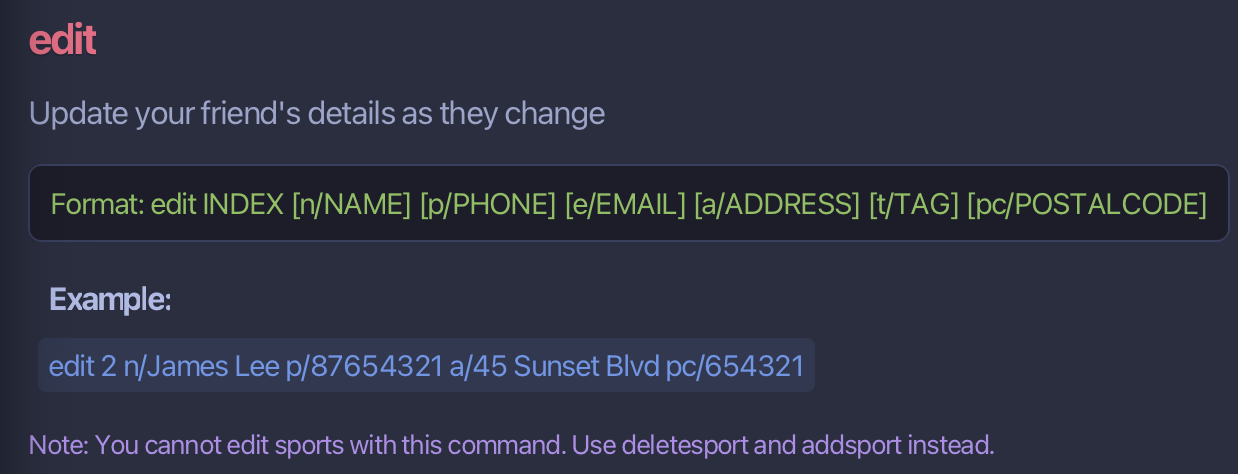 edit
Update your friend's details as they change
Format: edit INDEX [n/NAME] [p/PHONE] [e/EMAIL] [a/ADDRESS] [t/TAG] [pc/POSTALCODE]
Example:
edit 2 n/James Lee p/87654321 a/45 Sunset Blvd pc/654321
Note: You cannot edit sports with this command. Use deletesport and addsport instead.